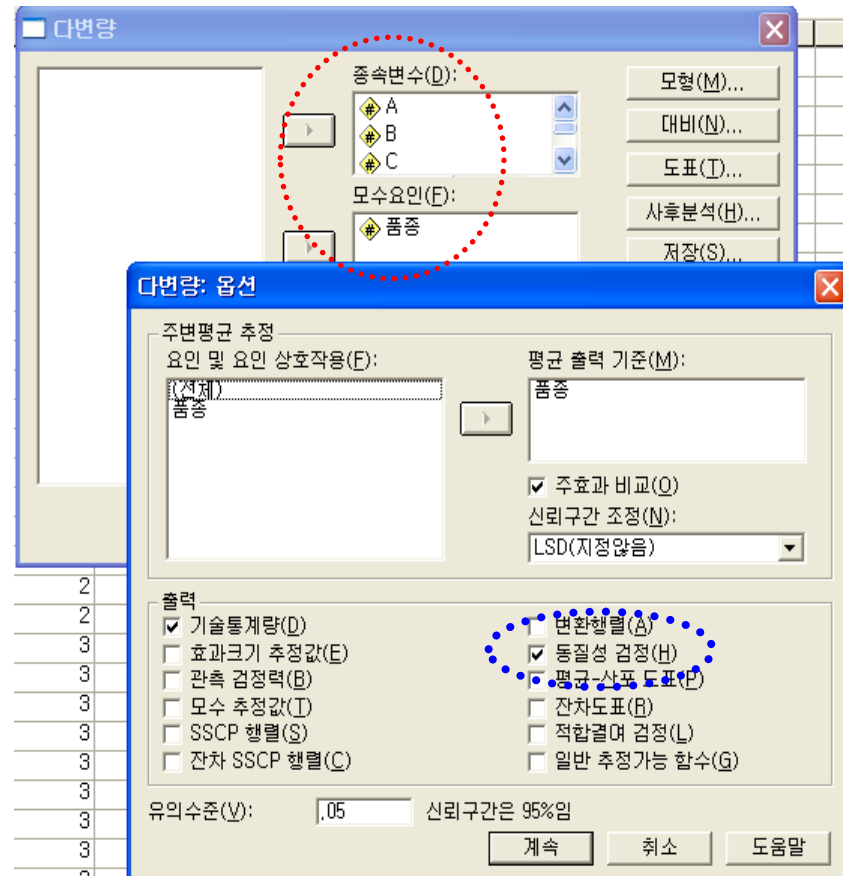 다변량
종속변수(D):
A
B
C
모수요인(F):
품종
모형(M)...
대비(N)...
도표(T)...
사후분석(H)...
저장(S)...
다변량: 옵션
주변평균 추정
요인 및 요인 상호작용(F):
(전체)
품종
평균 출력 기준(M):
품종
주효과 비교(O)
신뢰구간 조정(N):
LSD(지정않음)
출력
기술통계량(D)
효과크기 추정값(E)
관측 검정력(B)
모수 추정값(T)
SSCP 행렬(S)
잔차 SSCP 행렬(C)
변환행렬(A)
동질성 검정(H)
평균-산포 도표(P)
잔차도표(R)
적합결여 검정(L)
일반 추정가능 함수(G)
유의수준(V): ,05 신뢰구간은 95%임
계속 취소 도움말
2
2
3
3
3
3
3
3
3
3